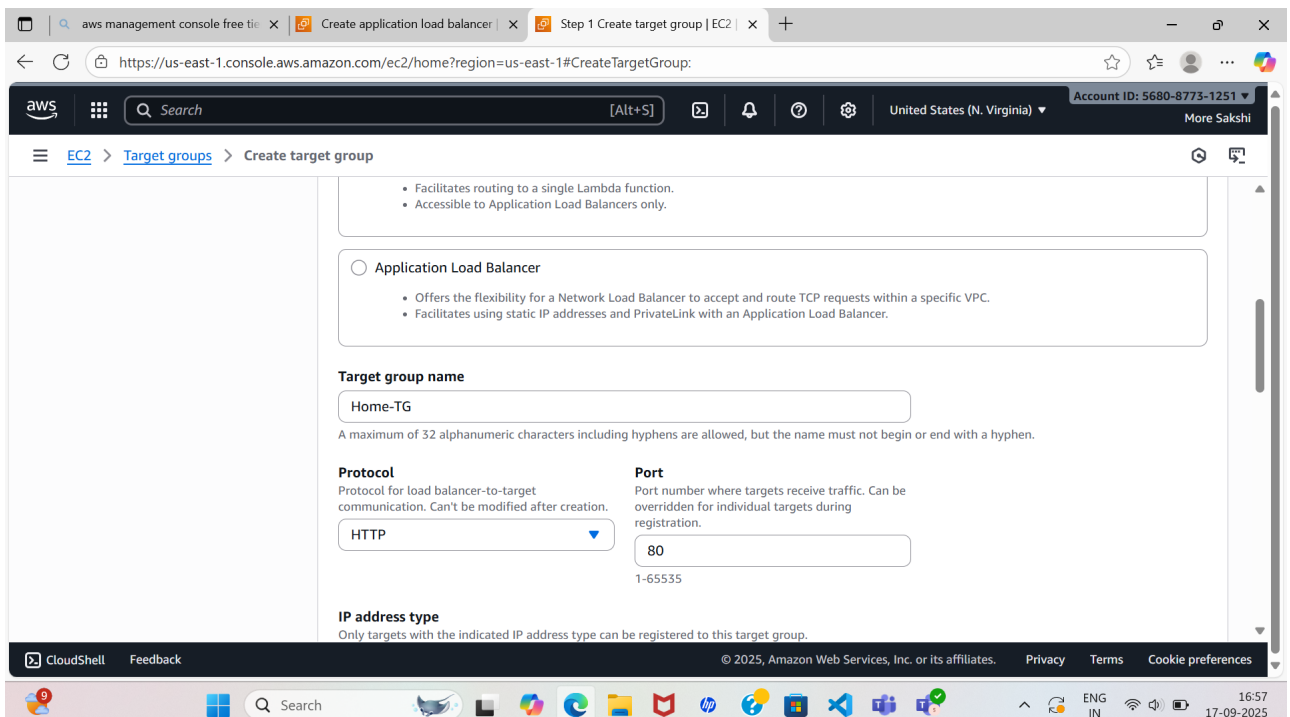 aws management console free tie
Create application load balancer |
Step 1 Create target group | EC2 |
https://us-east-1.console.aws.amazon.com/ec2/home?region=us-east-1#CreateTargetGroup:
aws
Search
[Alt+S]
United States (N. Virginia) ▼
Account ID: 5680-8773-1251 ▼
More Sakshi
EC2 > Target groups > Create target group
• Facilitates routing to a single Lambda function.
• Accessible to Application Load Balancers only.
Application Load Balancer
• Offers the flexibility for a Network Load Balancer to accept and route TCP requests within a specific VPC.
• Facilitates using static IP addresses and PrivateLink with an Application Load Balancer.
Target group name
Home-TG
A maximum of 32 alphanumeric characters including hyphens are allowed, but the name must not begin or end with a hyphen.
Protocol
Protocol for load balancer-to-target
communication. Can't be modified after creation.
HTTP
Port
Port number where targets receive traffic. Can be
overridden for individual targets during
registration.
80
1-65535
IP address type
Only targets with the indicated IP address type can be registered to this target group.
CloudShell Feedback © 2025, Amazon Web Services, Inc. or its affiliates. Privacy Terms Cookie preferences
9
Search
hp
ENG
IN
16:57
17-09-2025